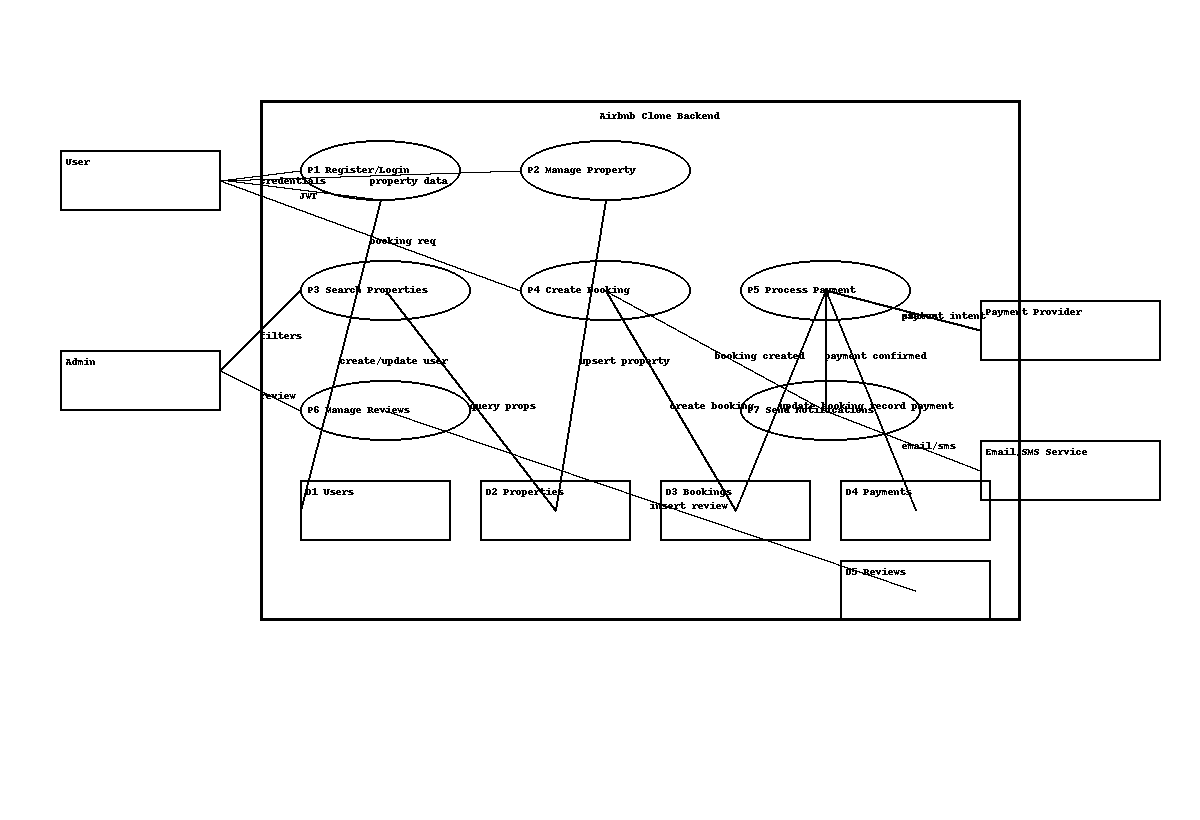 Airbnb Clone Backend
User
P1 Register/Login
P2 Manage Property
credentials
property data
JWT
booking req
P3 Search Properties
P4 Create Booking
P5 Process Payment
Payment Provider
payment intent
filters
Admin
create/update user
upsert property
booking created
payment confirmed
review
P6 Manage Reviews
query props
create booking
update booking
record payment
P7 Send Notifications
email/sms
Email/SMS Service
D1 Users
D2 Properties
D3 Bookings
D4 Payments
insert review
D5 Reviews